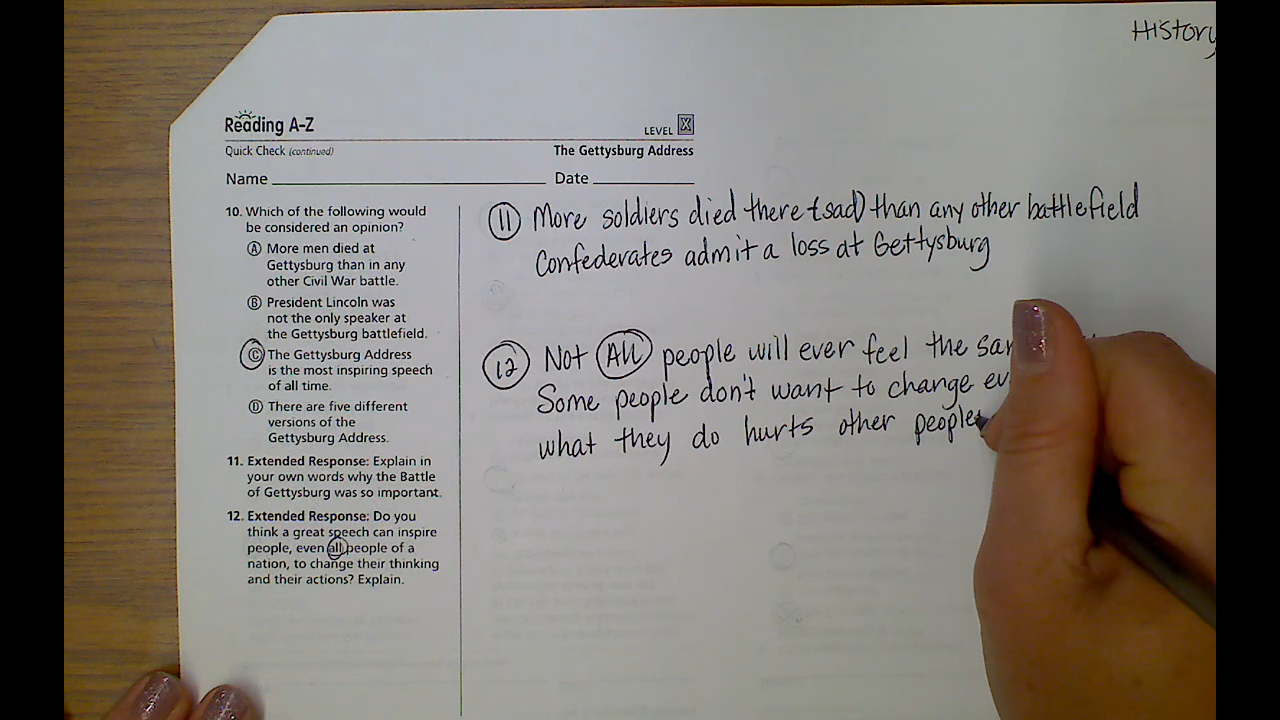 History
Reading A-Z
LEVEL X
Quick Check (continued)
The Gettysburg Address
Name
Date
10. Which of the following would
be considered an opinion?
A More men died at
Gettysburg than in any
other Civil War battle.
B President Lincoln was
not the only speaker at
the Gettysburg battlefield.
C The Gettysburg Address
is the most inspiring speech
of all time.
D There are five different
versions of the
Gettysburg Address.
11. Extended Response: Explain in
your own words why the Battle
of Gettysburg was so important.
12. Extended Response: Do you
think a great speech can inspire
people, even all people of a
nation, to change their thinking
and their actions? Explain.
11 More soldiers died there (sad) than any other battlefield
Confederates admit a loss at Gettysburg
12 Not All people will ever feel the
Some people don't want to change
what they do hurts other people